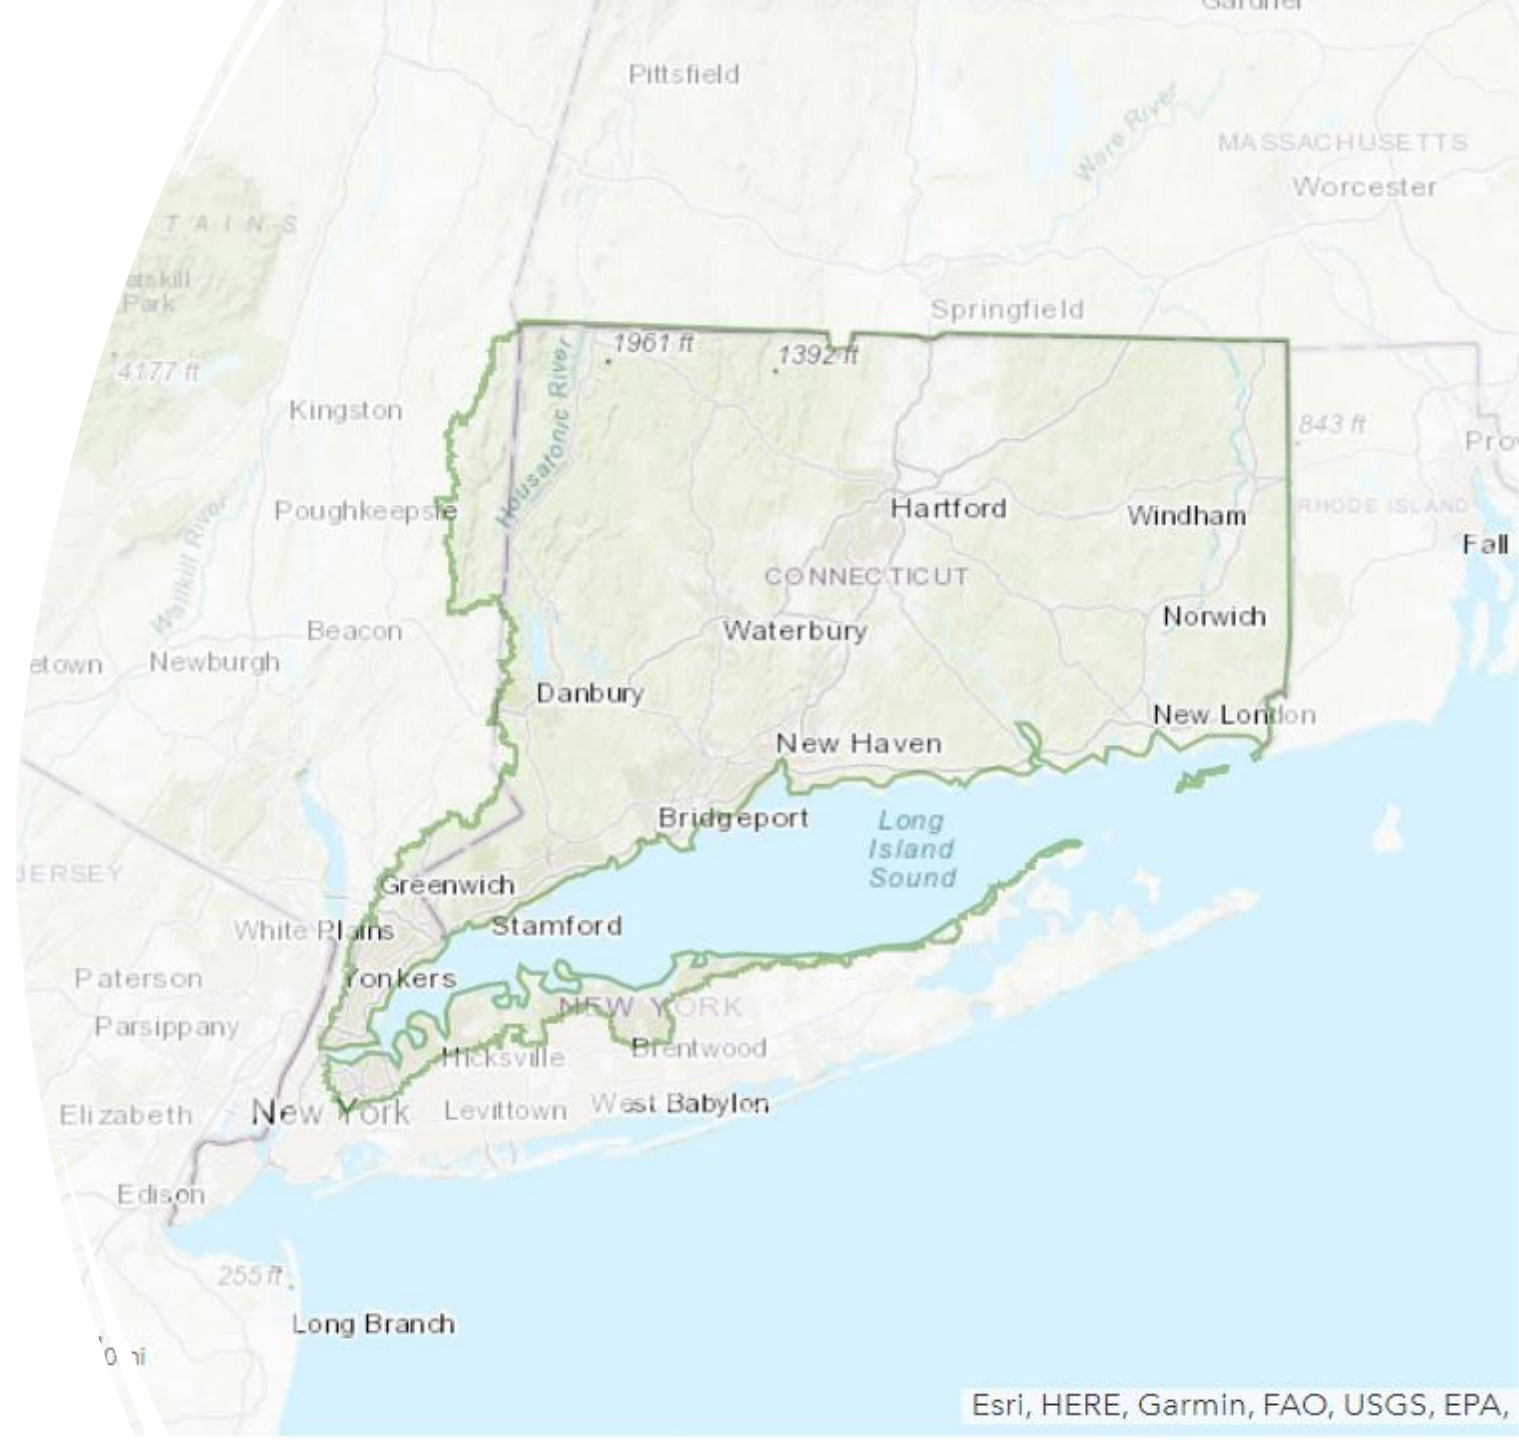 Gardner
Pittsfield
Ware River
MASSACHUSETTS
Worcester
TAINS
Park
Springfield
1961 ft
1392 ft
4177 ft
Housatonic River
Kingston
843 ft
Poughkeepsie
Hartford
Windham
RHODE ISLAND
Wallkill River
Fall
CONNECTICUT
Norwich
Beacon
Waterbury
etown
Newburgh
Danbury
New London
New Haven
Bridgeport
Long
Island
Sound
JERSEY
Greenwich
White Plains
Stamford
Paterson
Yonkers
NEW YORK
Parsippany
Hicksville
Brentwood
Elizabeth
New York
Levittown
West Babylon
Edison
255 ft
Long Branch
Esri, HERE, Garmin, FAO, USGS, EPA,